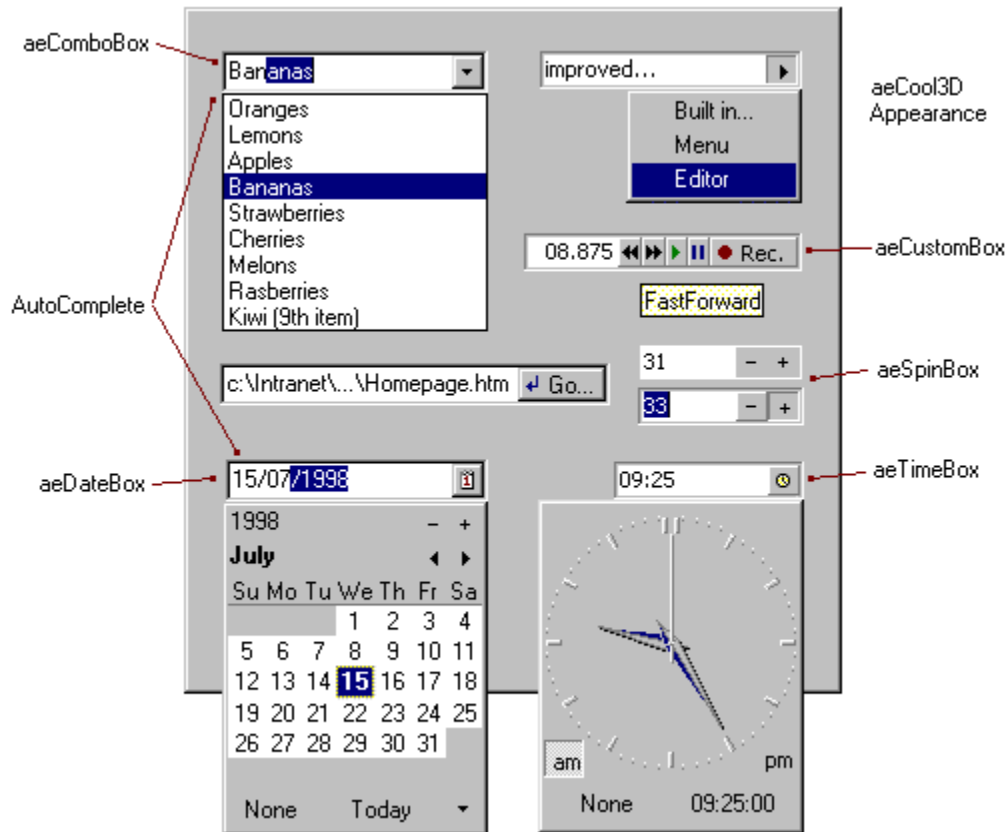 aeComboBox
Bananas
Oranges
Lemons
Apples
Bananas
Strawberries
Cherries
Melons
Rasberries
Kiwi (9th item)
improved...
Built in...
Menu
Editor
aeCool3D
Appearance
08.875
Rec.
aeCustomBox
FastForward
AutoComplete
c:\Intranet\...\Homepage.htm
Go...
31 - +
33 - +
aeSpinBox
aeDateBox
15/07/1998
1
1998 - +
July
Su Mo Tu We Th Fr Sa
1 2 3 4
5 6 7 8 9 10 11
12 13 14 15 16 17 18
19 20 21 22 23 24 25
26 27 28 29 30 31
None Today
09:25
aeTimeBox
am
pm
None 09:25:00